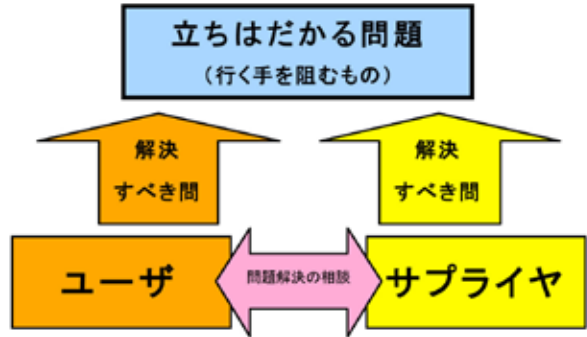 立ちはだかる問題
（行く手を阻むもの）
解決
すべき問
解決
すべき問
ユーザ
問題解決の相談
サプライヤ